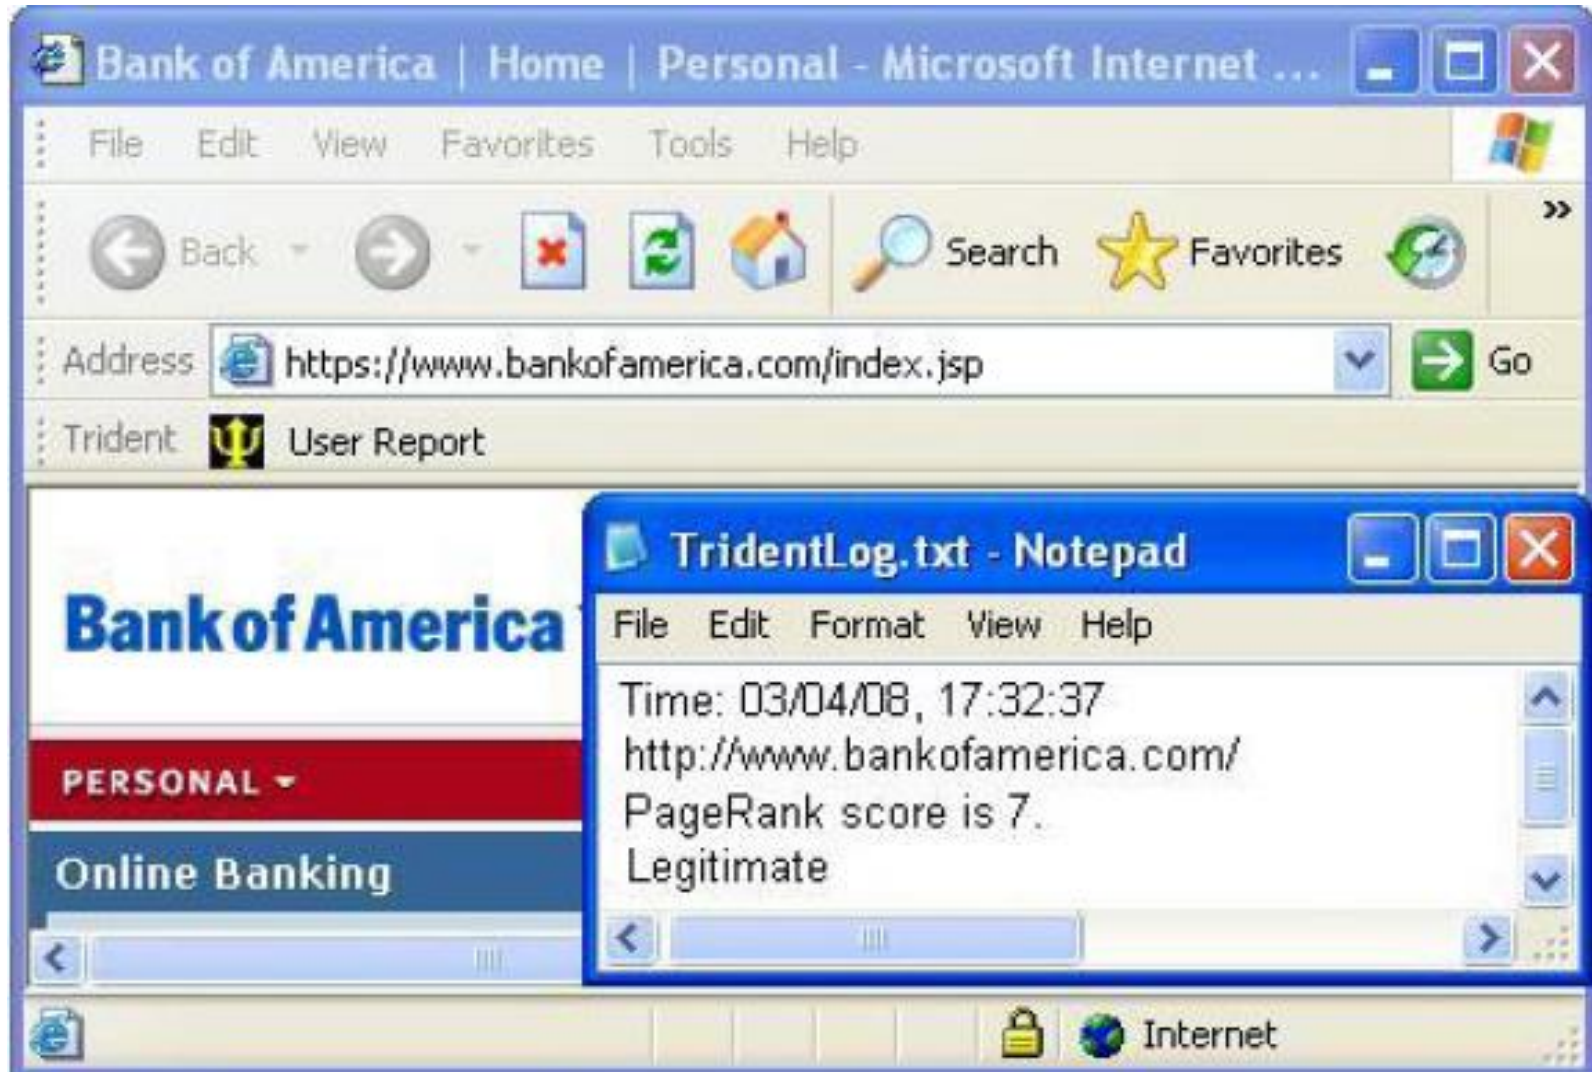 Bank of America | Home | Personal - Microsoft Internet ...
File Edit View Favorites Tools Help
Back Search Favorites »
Address https://www.bankofamerica.com/index.jsp Go
Trident User Report
Bank of America
TridentLog.txt - Notepad
File Edit Format View Help
Time: 03/04/08, 17:32:37
http://www.bankofamerica.com/
PageRank score is 7.
Legitimate
PERSONAL
Online Banking
Internet